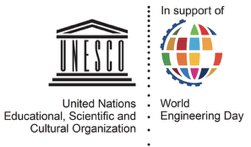 UNESCO
United Nations
Educational, Scientific and
Cultural Organization
In support of
World
Engineering Day